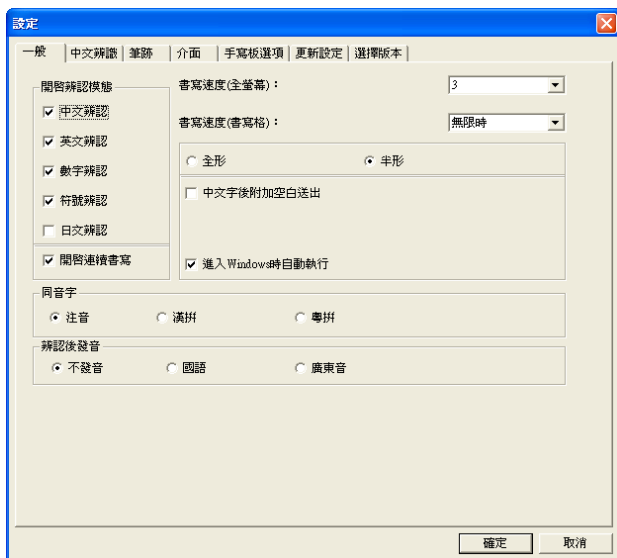 設定
一般 中文辨識 筆跡 介面 手寫板選項 更新設定 選擇版本
開啓辨認模態
中文辨認
英文辨認
數字辨認
符號辨認
日文辨認
開啓連續書寫
書寫速度(全螢幕)： 3
書寫速度(書寫格)： 無限時
全形 半形
中文字後附加空白送出
進入Windows時自動執行
同音字
注音 漢拼 粵拼
辨認後發音
不發音 國語 廣東音
確定 取消